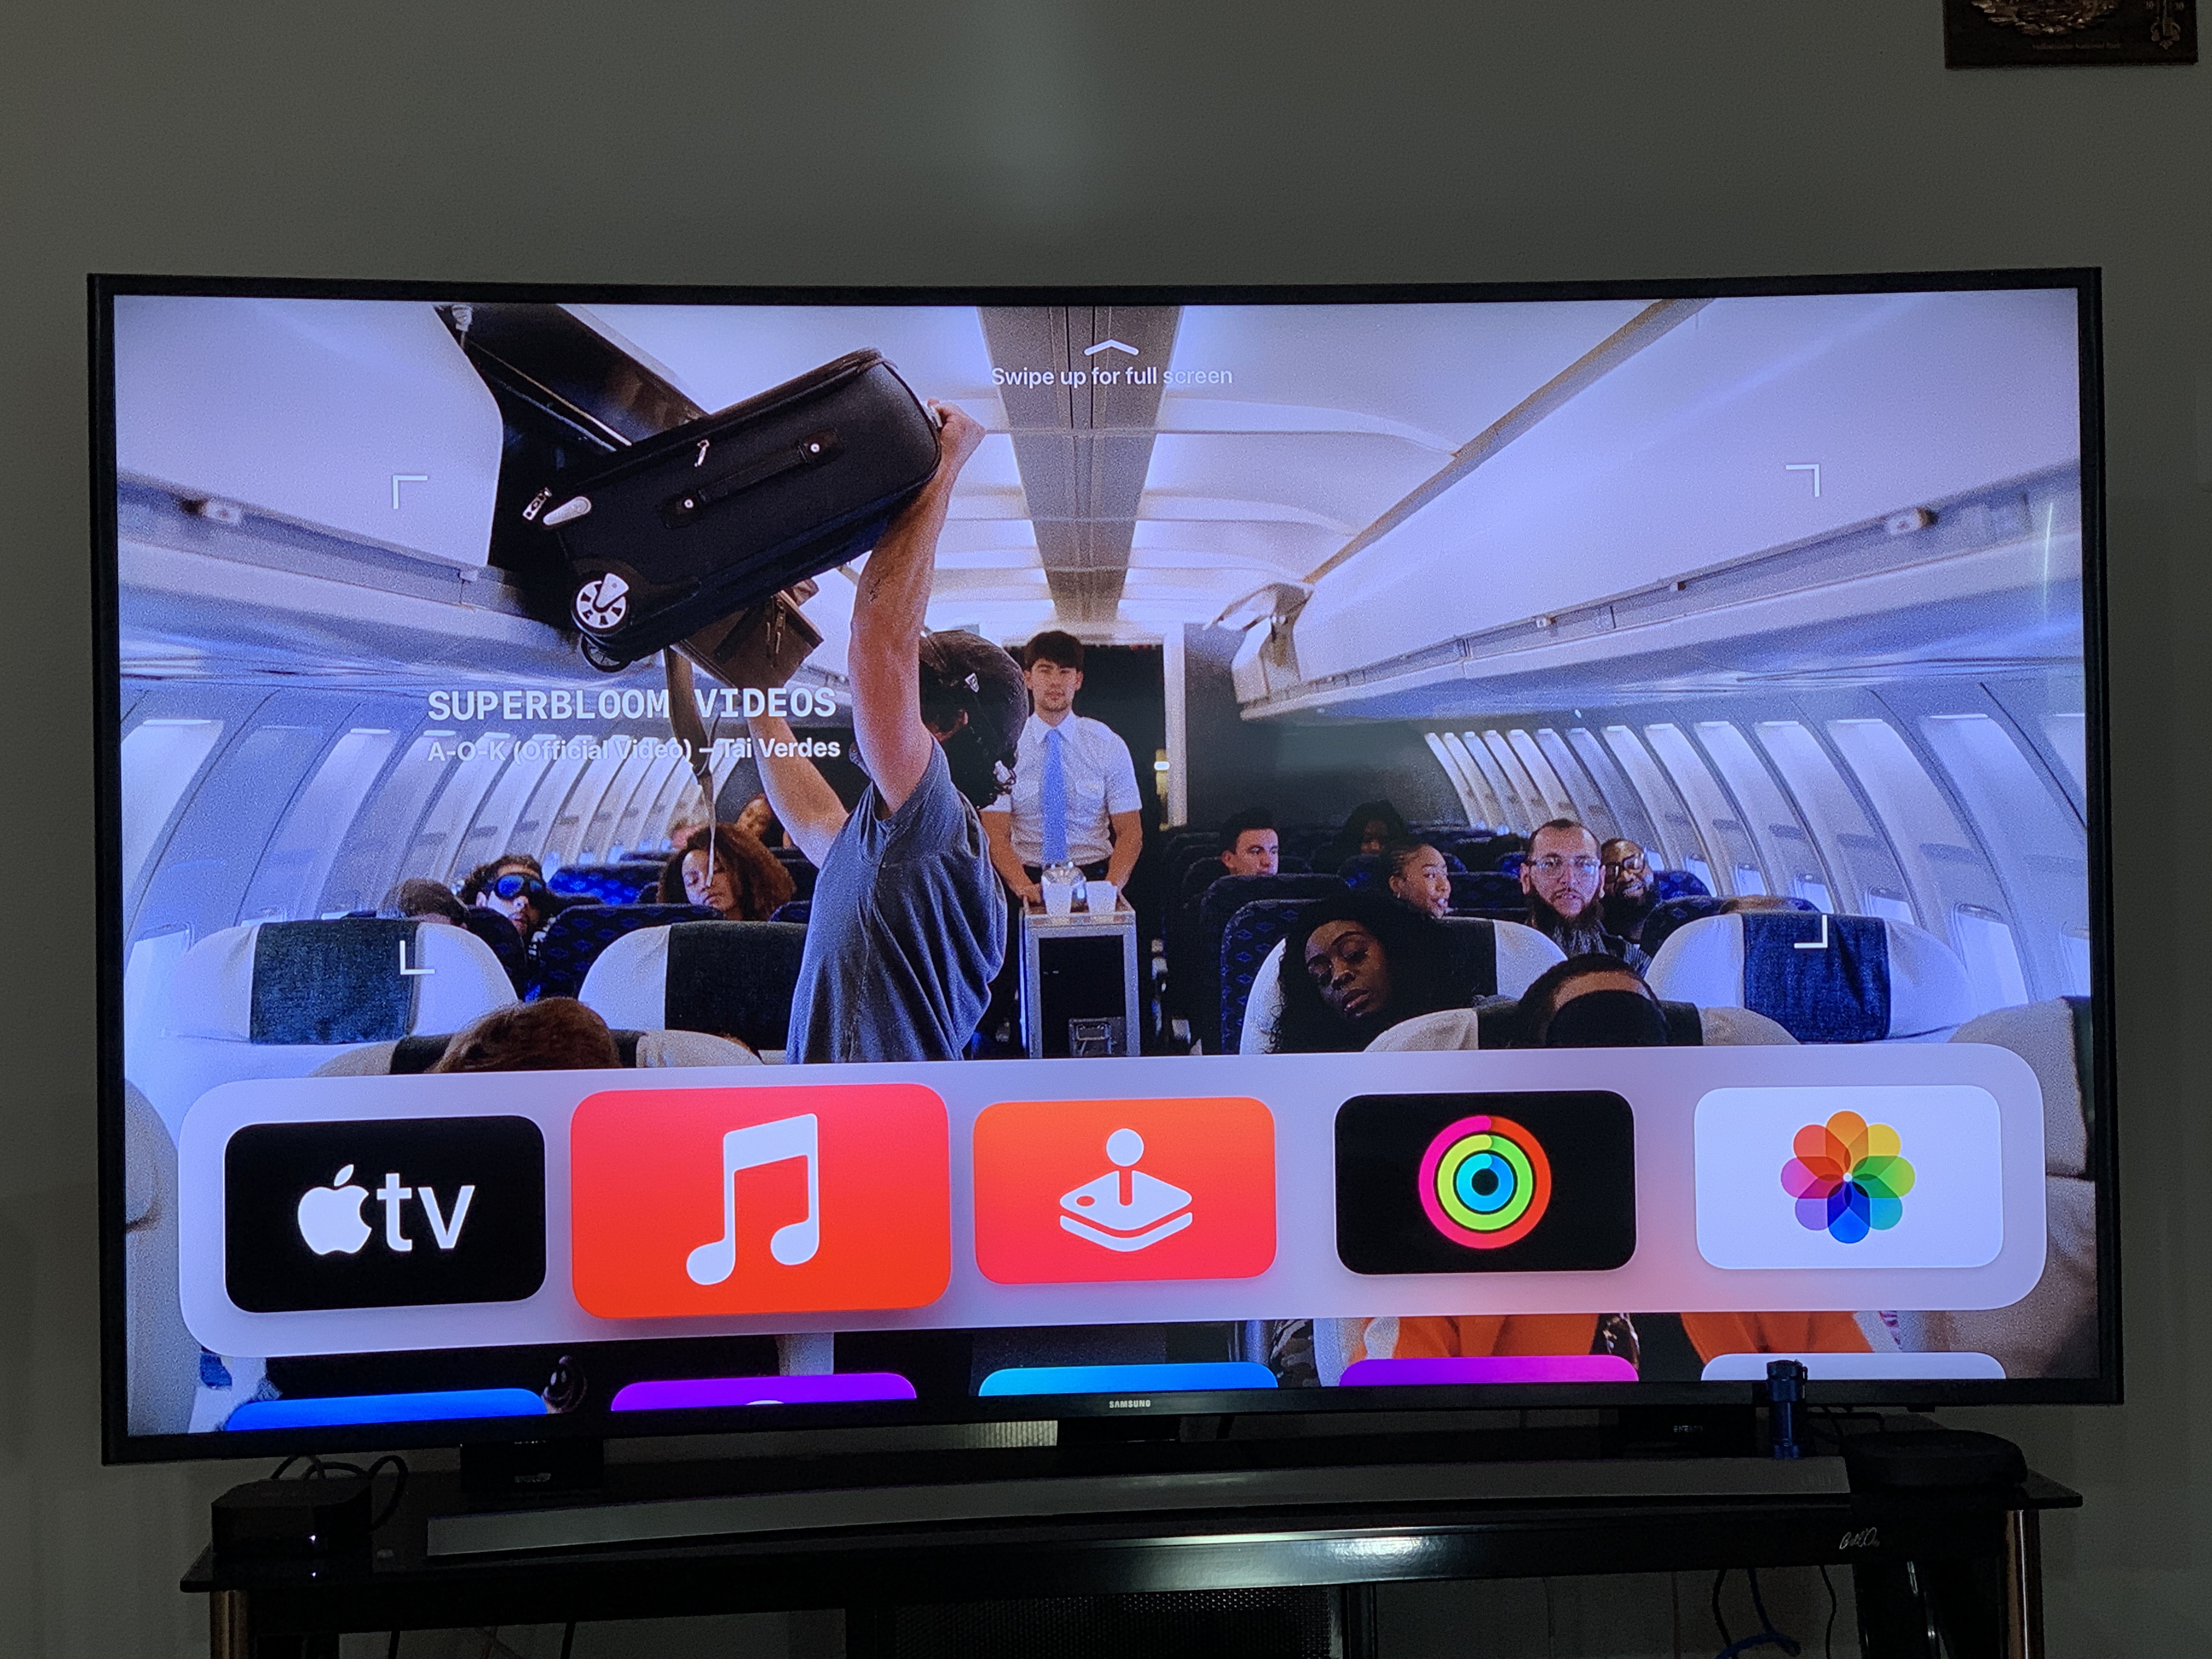 Swipe up for full screen
SUPERBLOOM VIDEOS
A-O-K (Official Video) – Tai Verdes
tv
SAMSUNG